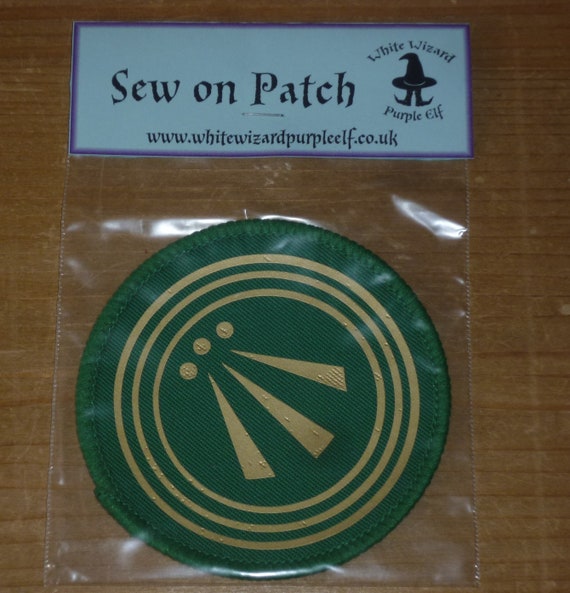 Sew on Patch
White Wizard
Purple Elf
www.whitewizardpurpleelf.co.uk